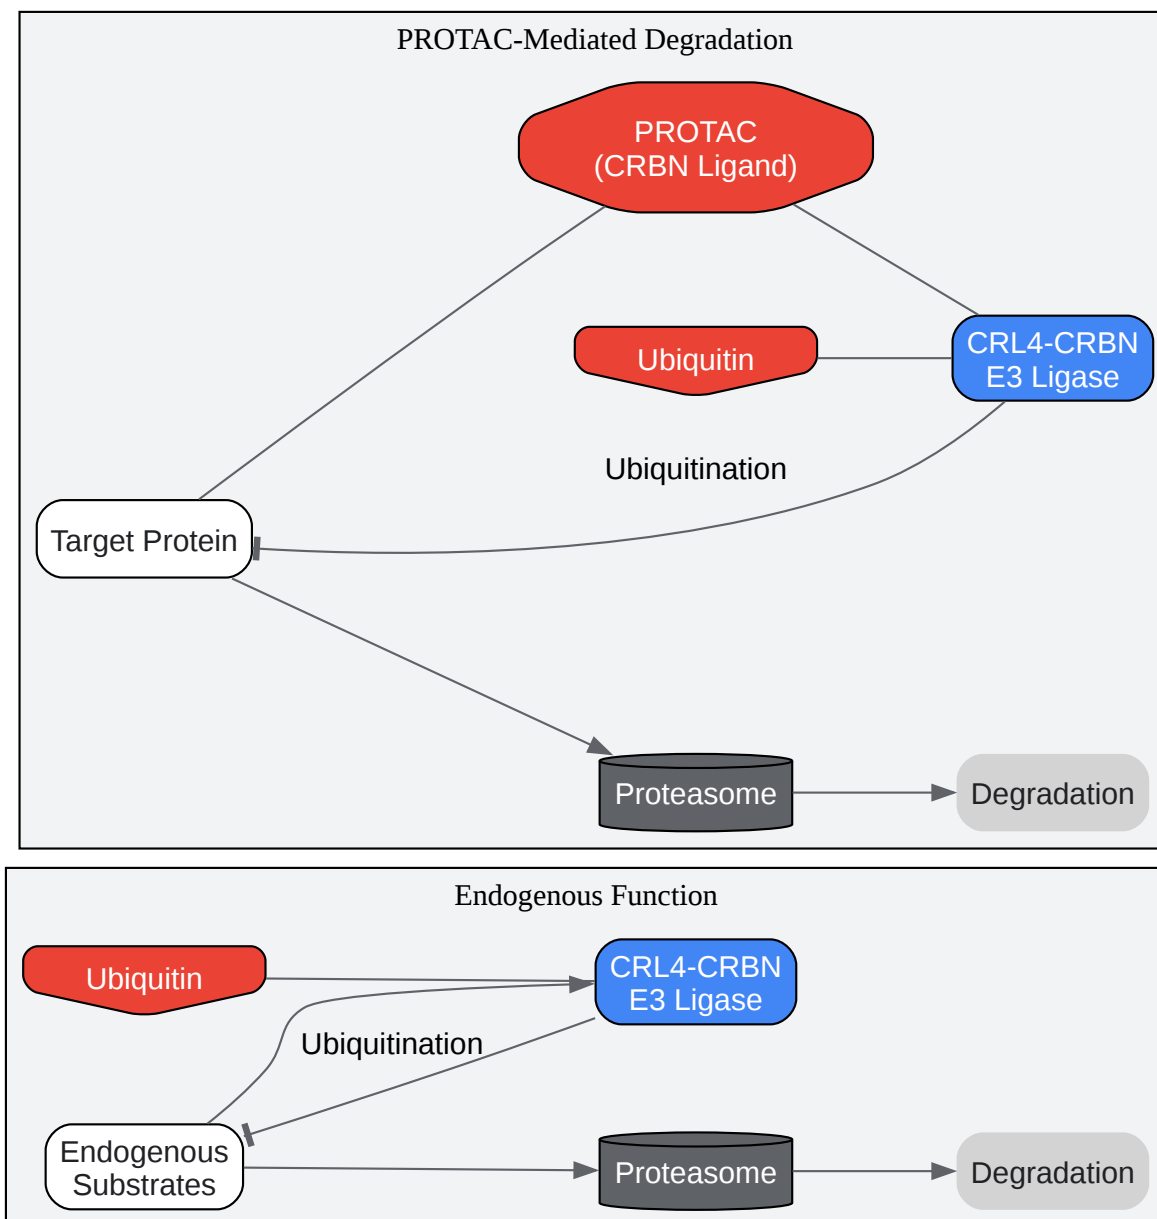 PROTAC-Mediated Degradation
PROTAC
(CRBN Ligand)
Ubiquitin
CRL4-CRBN
E3 Ligase
Ubiquitination
Target Protein
Proteasome
Degradation
Endogenous Function
Ubiquitin
CRL4-CRBN
E3 Ligase
Ubiquitination
Endogenous
Substrates
Proteasome
Degradation